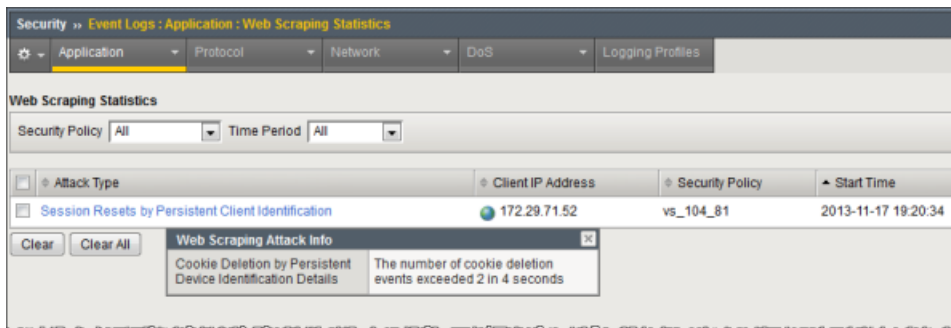 Security » Event Logs : Application : Web Scraping Statistics
Application Protocol Network DoS Logging Profiles
Web Scraping Statistics
Security Policy All Time Period All
Attack Type Client IP Address Security Policy Start Time
Session Resets by Persistent Client Identification 172.29.71.52 vs_104_81 2013-11-17 19:20:34
Clear Clear All
Web Scraping Attack Info
Cookie Deletion by Persistent Device Identification Details
The number of cookie deletion events exceeded 2 in 4 seconds